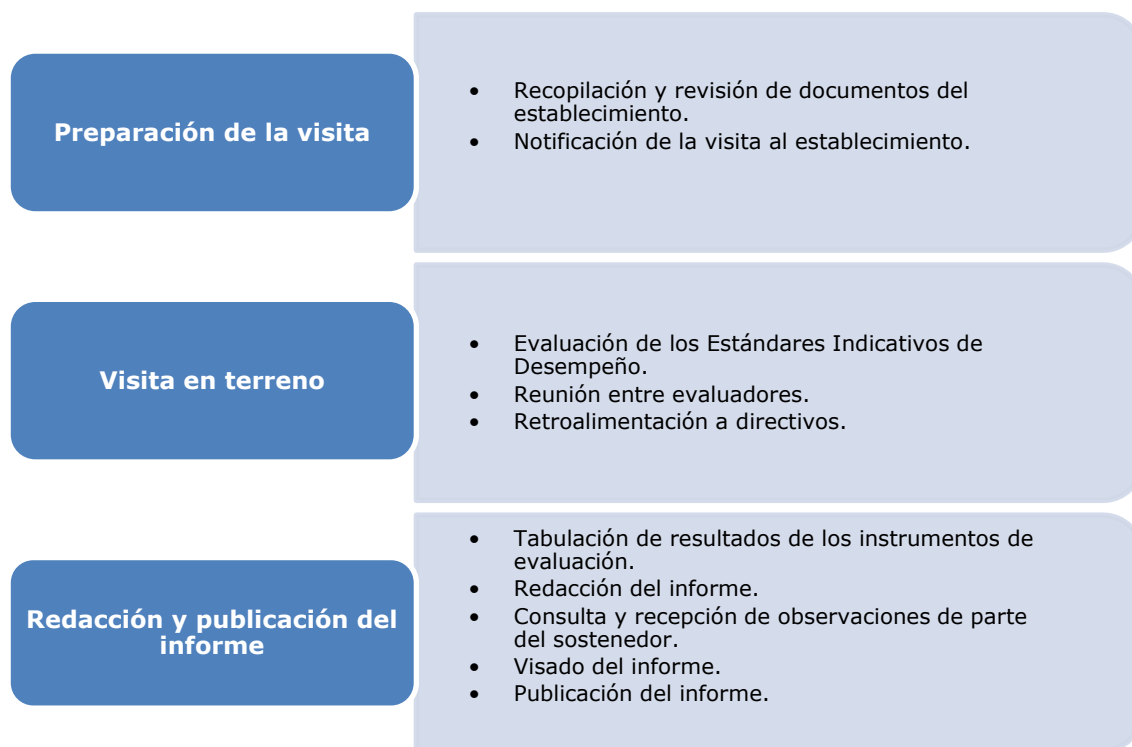 Preparación de la visita
• Recopilación y revisión de documentos del
establecimiento.
• Notificación de la visita al establecimiento.
Visita en terreno
• Evaluación de los Estándares Indicativos de
Desempeño.
• Reunión entre evaluadores.
• Retroalimentación a directivos.
Redacción y publicación del
informe
• Tabulación de resultados de los instrumentos de
evaluación.
• Redacción del informe.
• Consulta y recepción de observaciones de parte
del sostenedor.
• Visado del informe.
• Publicación del informe.